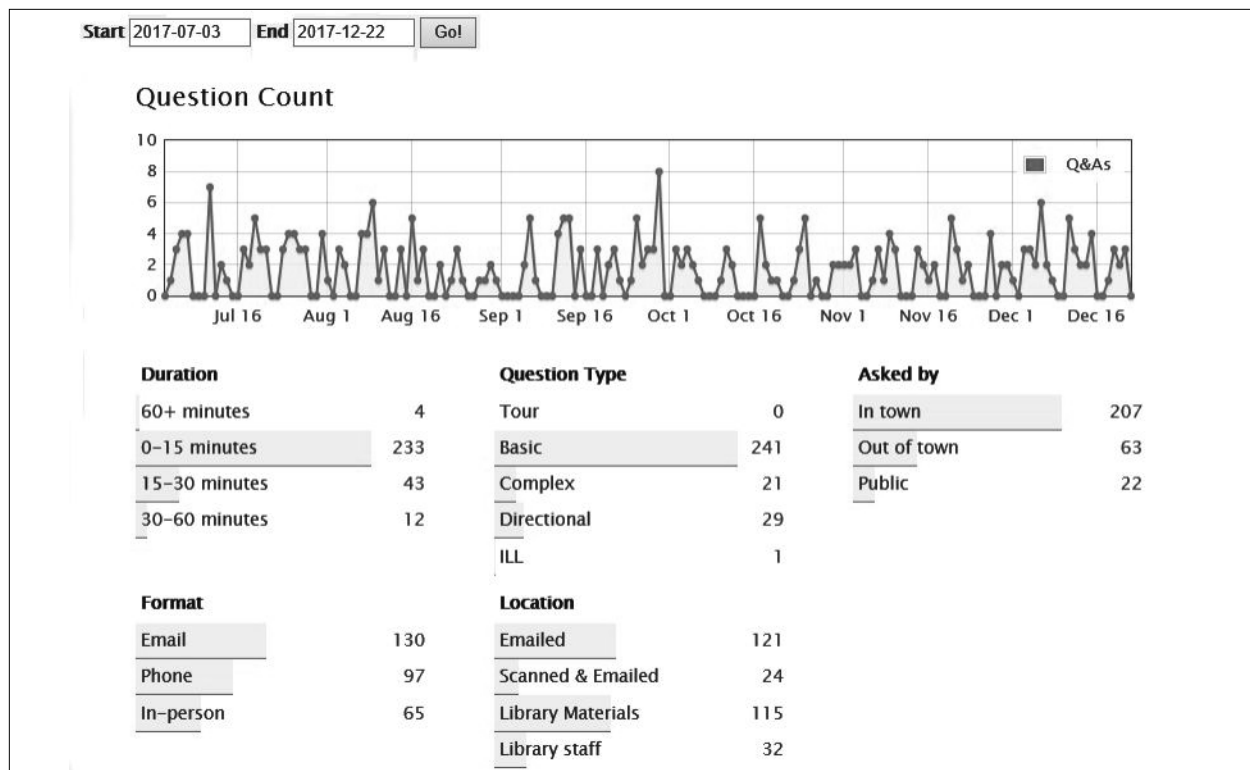 Start 2017-07-03 End 2017-12-22 Go!
Question Count
10
8
6
4
2
0
Q&As
Jul 16 Aug 1 Aug 16 Sep 1 Sep 16 Oct 1 Oct 16 Nov 1 Nov 16 Dec 1 Dec 16
Duration
60+ minutes 4
0–15 minutes 233
15–30 minutes 43
30–60 minutes 12
Question Type
Tour 0
Basic 241
Complex 21
Directional 29
ILL 1
Asked by
In town 207
Out of town 63
Public 22
Format
Email 130
Phone 97
In-person 65
Location
Emailed 121
Scanned & Emailed 24
Library Materials 115
Library staff 32